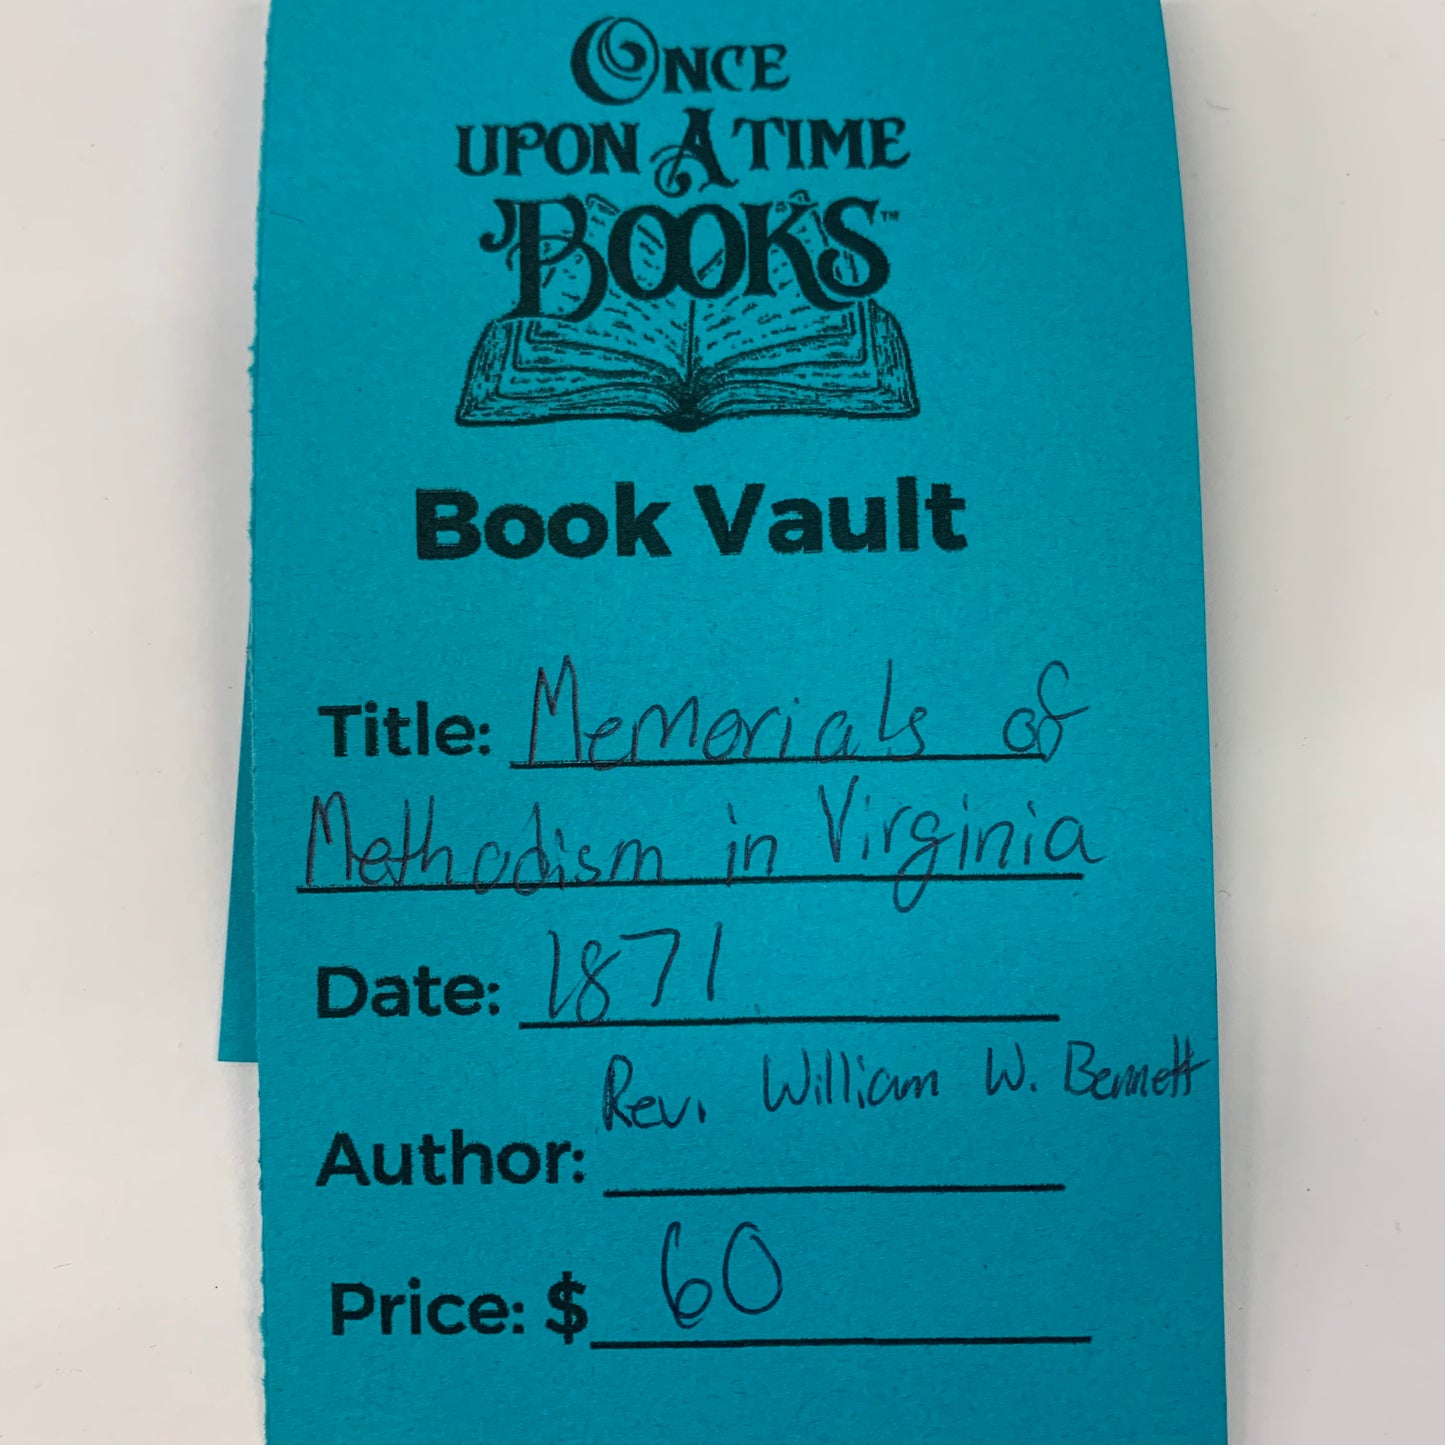 ONCE
UPON A TIME
BOOKS™
Book Vault
Title: Memorials of
Methodism in Virginia
Date: 1871
Rev. William W. Bennett
Author:
Price: $ 60